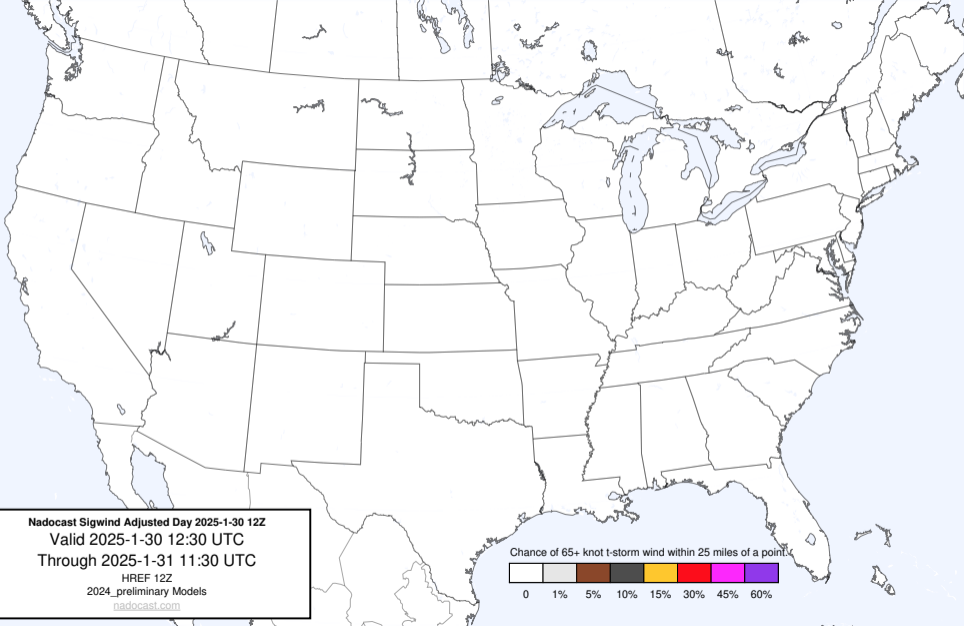 Nadocast Sigwind Adjusted Day 2025-1-30 12Z
Valid 2025-1-30 12:30 UTC
Through 2025-1-31 11:30 UTC
HREF 12Z
2024_preliminary Models
nadocast.com
Chance of 65+ knot t-storm wind within 25 miles of a point.
0 1% 5% 10% 15% 30% 45% 60%